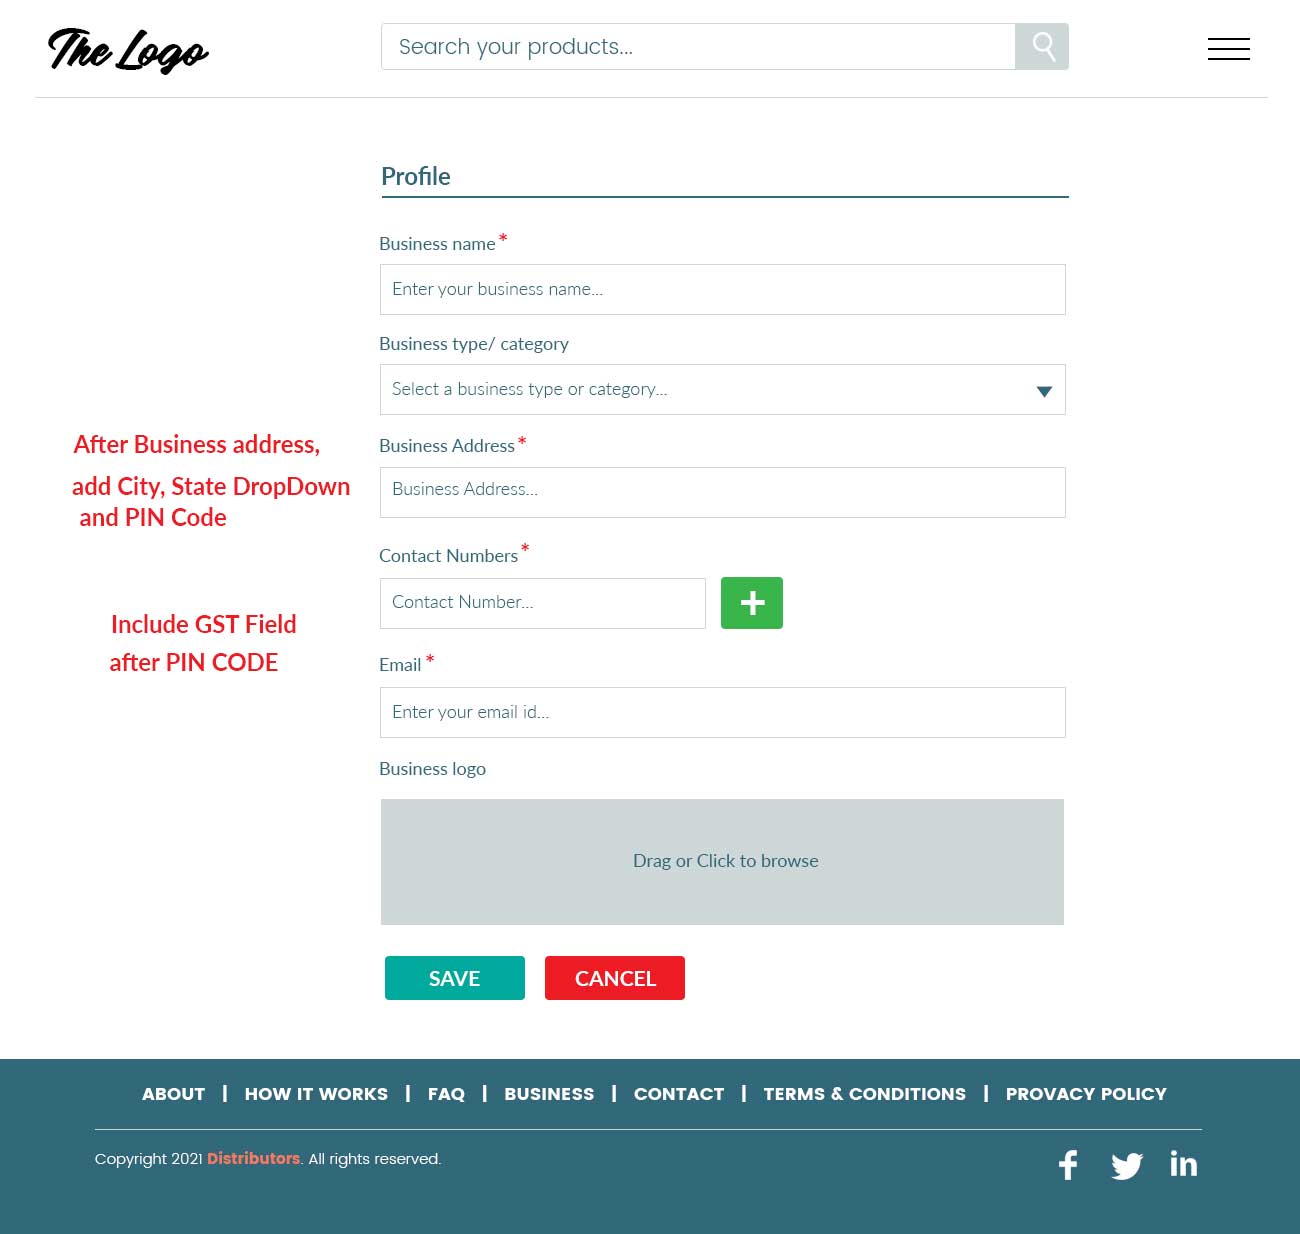 The Logo
Search your products...
Profile
Business name*
Enter your business name...
Business type/ category
Select a business type or category...
After Business address,
add City, State DropDown
and PIN Code
Business Address*
Business Address...
Contact Numbers*
Contact Number...
+
Include GST Field
after PIN CODE
Email *
Enter your email id...
Business logo
Drag or Click to browse
SAVE CANCEL
ABOUT | HOW IT WORKS | FAQ | BUSINESS | CONTACT | TERMS & CONDITIONS | PROVACY POLICY
Copyright 2021 Distributors. All rights reserved.
f in